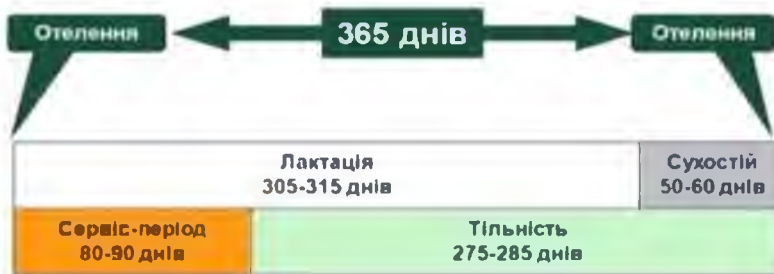 Отелення 365 днів Отелення
Лактація Сухостій
305-315 днів 50-60 днів
Сервіс-період Тільність
80-90 днів 275-285 днів